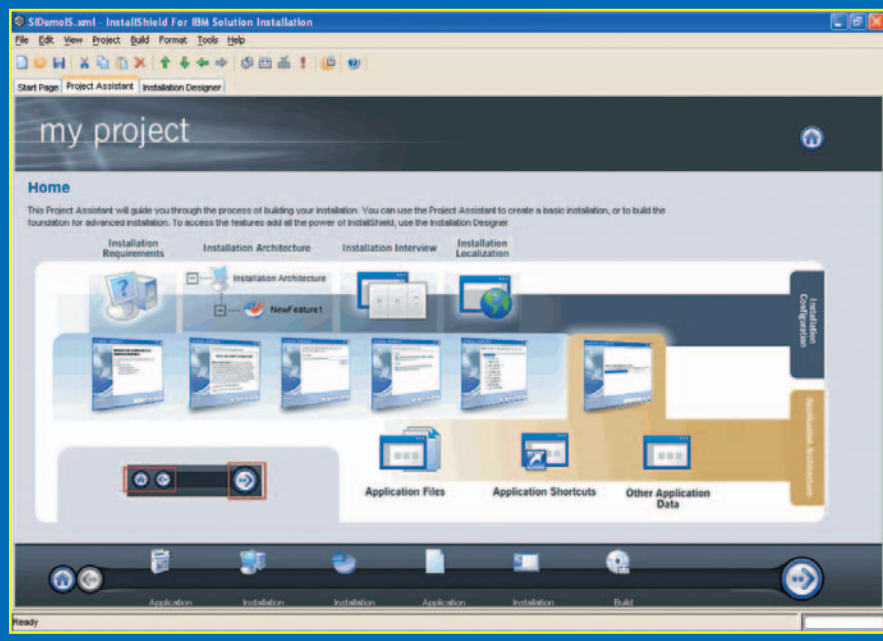 SIDemoIS.xml - InstallShield For IBM Solution Installation
File Edit View Project Build Format Tools Help
Start Page Project Assistant Installation Designer
my project
Home
This Project Assistant will guide you through the process of building your installation. You can use the Project Assistant to create a basic installation, or to build the
foundation for advanced installation. To access the features add all the power of InstallShield, use the Installation Designer
Installation
Requirements
Installation Architecture
Installation Interview
Installation
Localization
Installation Architecture
NewFeature1
Installation
Configuration
Application Architecture
Application Files
Application Shortcuts
Other Application
Data
Application Installation Installation Application Installation Build
Ready